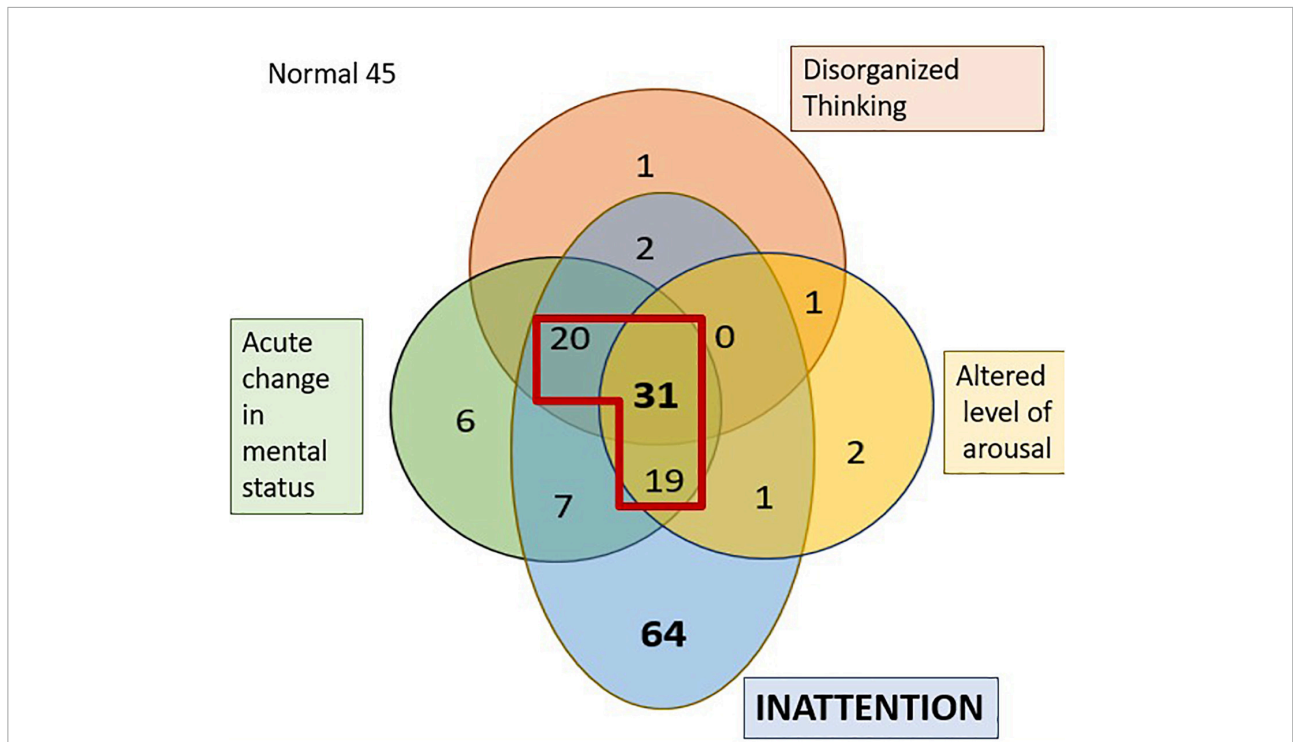 Normal 45
Disorganized
Thinking
1
2
1
20
0
Acute
change
in
mental
status
31
Altered
level of
arousal
6
2
19
7
1
64
INATTENTION